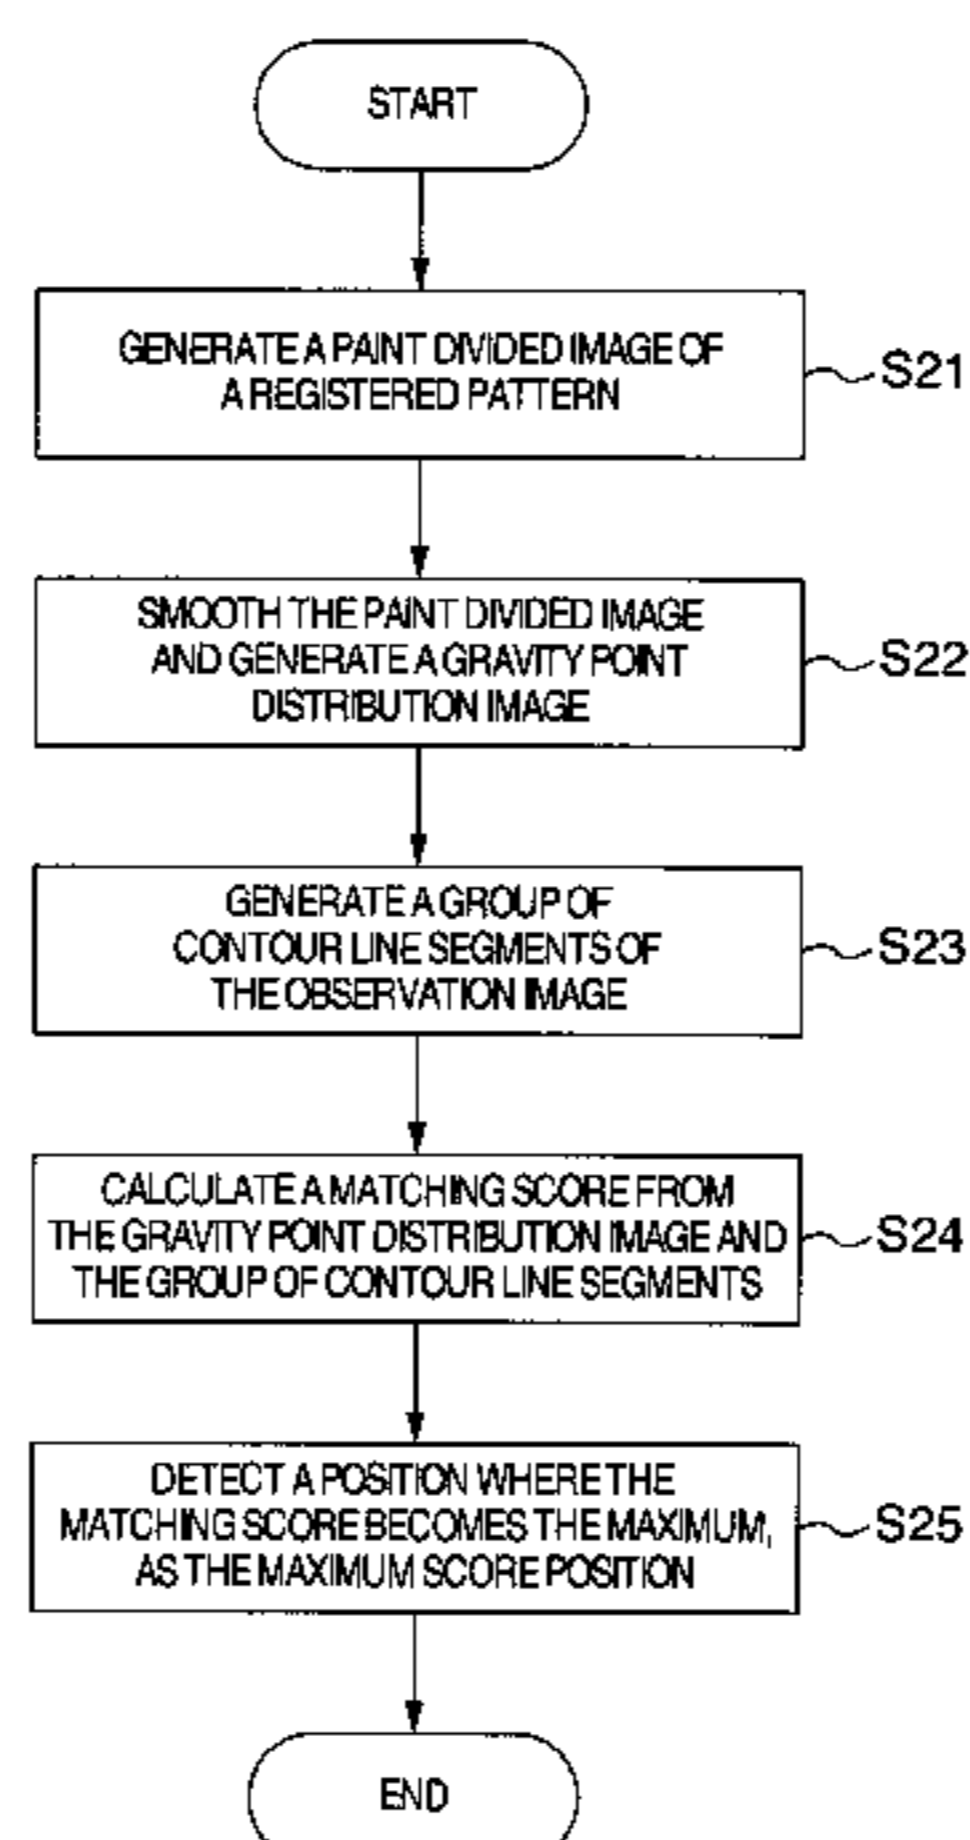 START
GENERATE A PAINT DIVIDED IMAGE OF
A REGISTERED PATTERN
S21
SMOOTH THE PAINT DIVIDED IMAGE
AND GENERATE A GRAVITY POINT
DISTRIBUTION IMAGE
S22
GENERATE A GROUP OF
CONTOUR LINE SEGMENTS OF
THE OBSERVATION IMAGE
S23
CALCULATE A MATCHING SCORE FROM
THE GRAVITY POINT DISTRIBUTION IMAGE AND
THE GROUP OF CONTOUR LINE SEGMENTS
S24
DETECT A POSITION WHERE THE
MATCHING SCORE BECOMES THE MAXIMUM,
AS THE MAXIMUM SCORE POSITION
S25
END